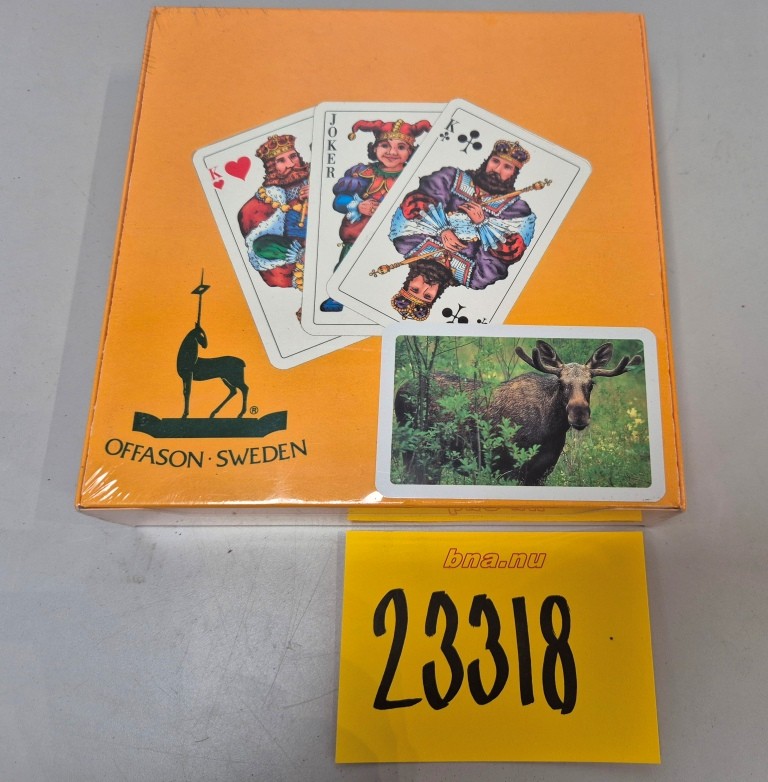 K
JOKER
K
®
OFFASON · SWEDEN
bna.nu
23318